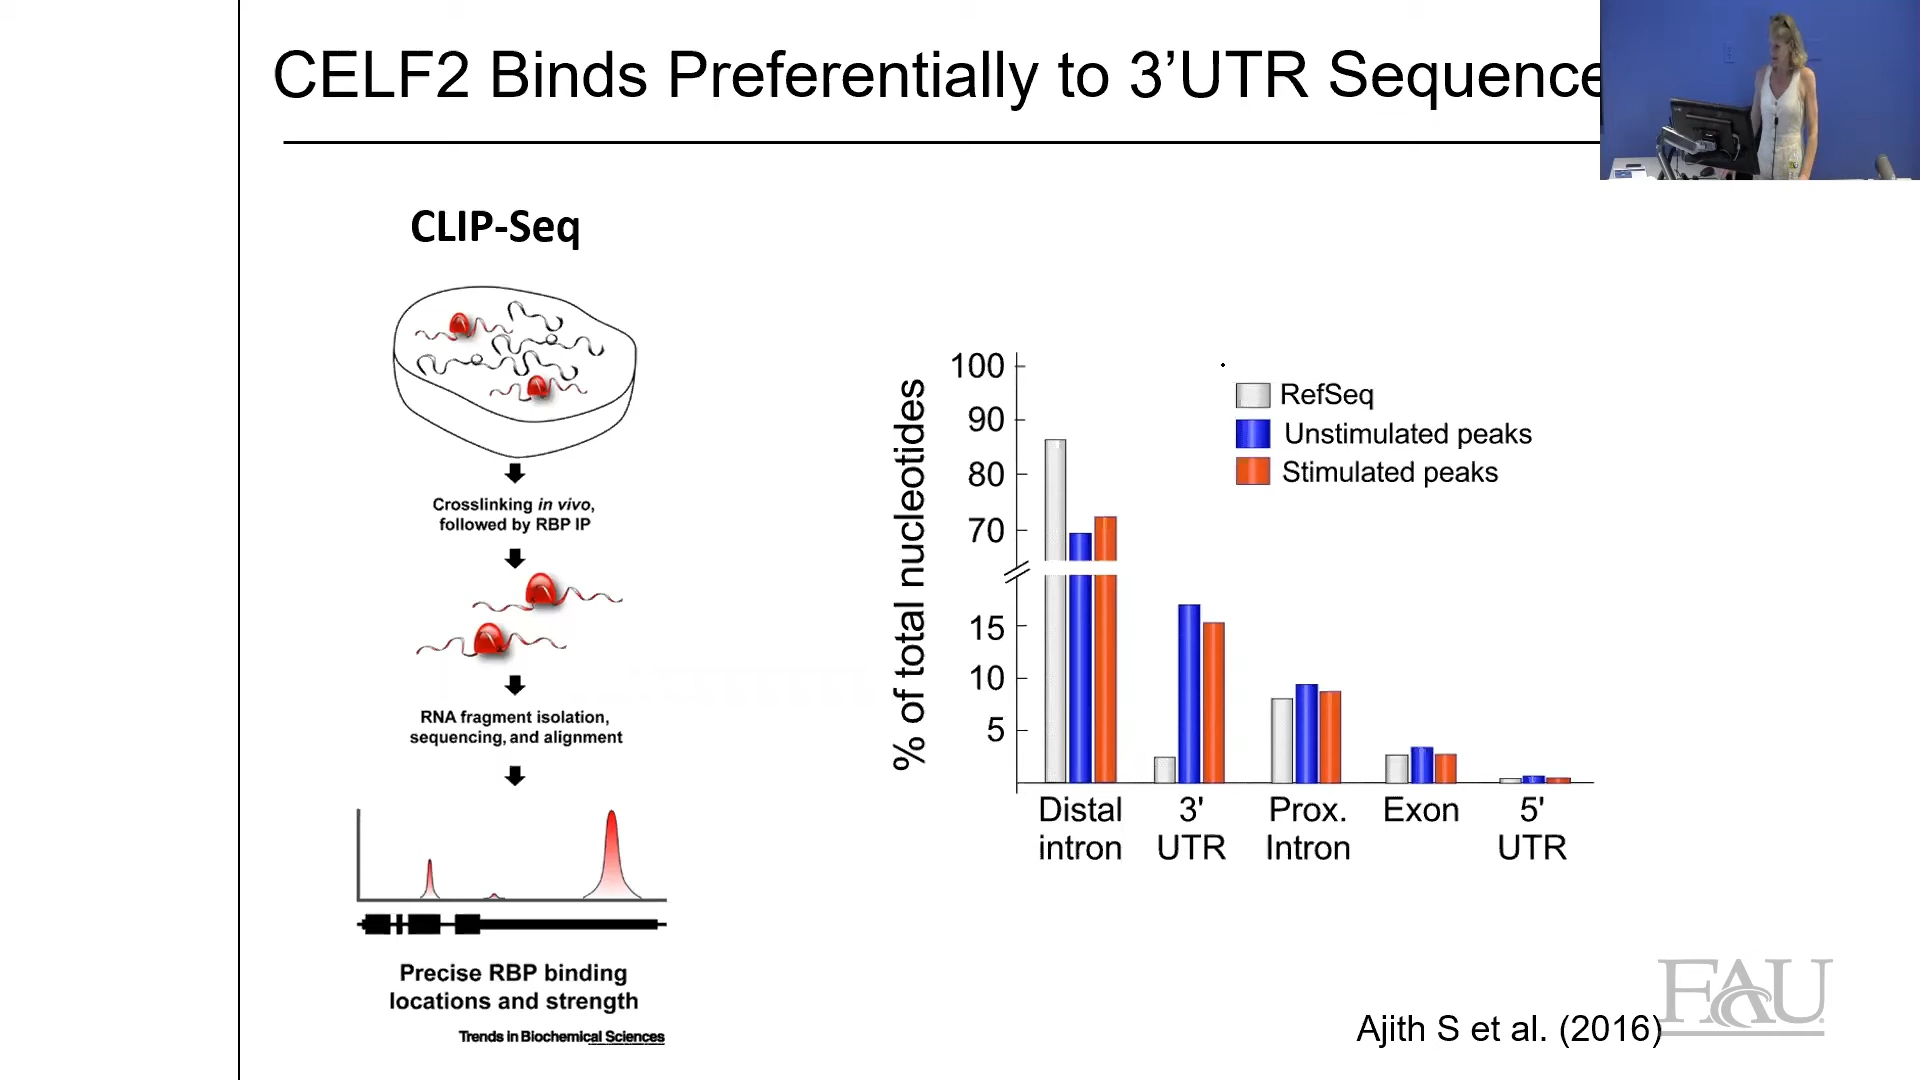 CELF2 Binds Preferentially to 3’UTR Sequence
CLIP-Seq
Crosslinking in vivo,
followed by RBP IP
RNA fragment isolation,
sequencing, and alignment
Precise RBP binding
locations and strength
Trends in Biochemical Sciences
% of total nucleotides
100
90
80
70
15
10
5
RefSeq
Unstimulated peaks
Stimulated peaks
Distal
intron
3'
UTR
Prox.
Intron
Exon
5'
UTR
Ajith S et al. (2016)
FAU